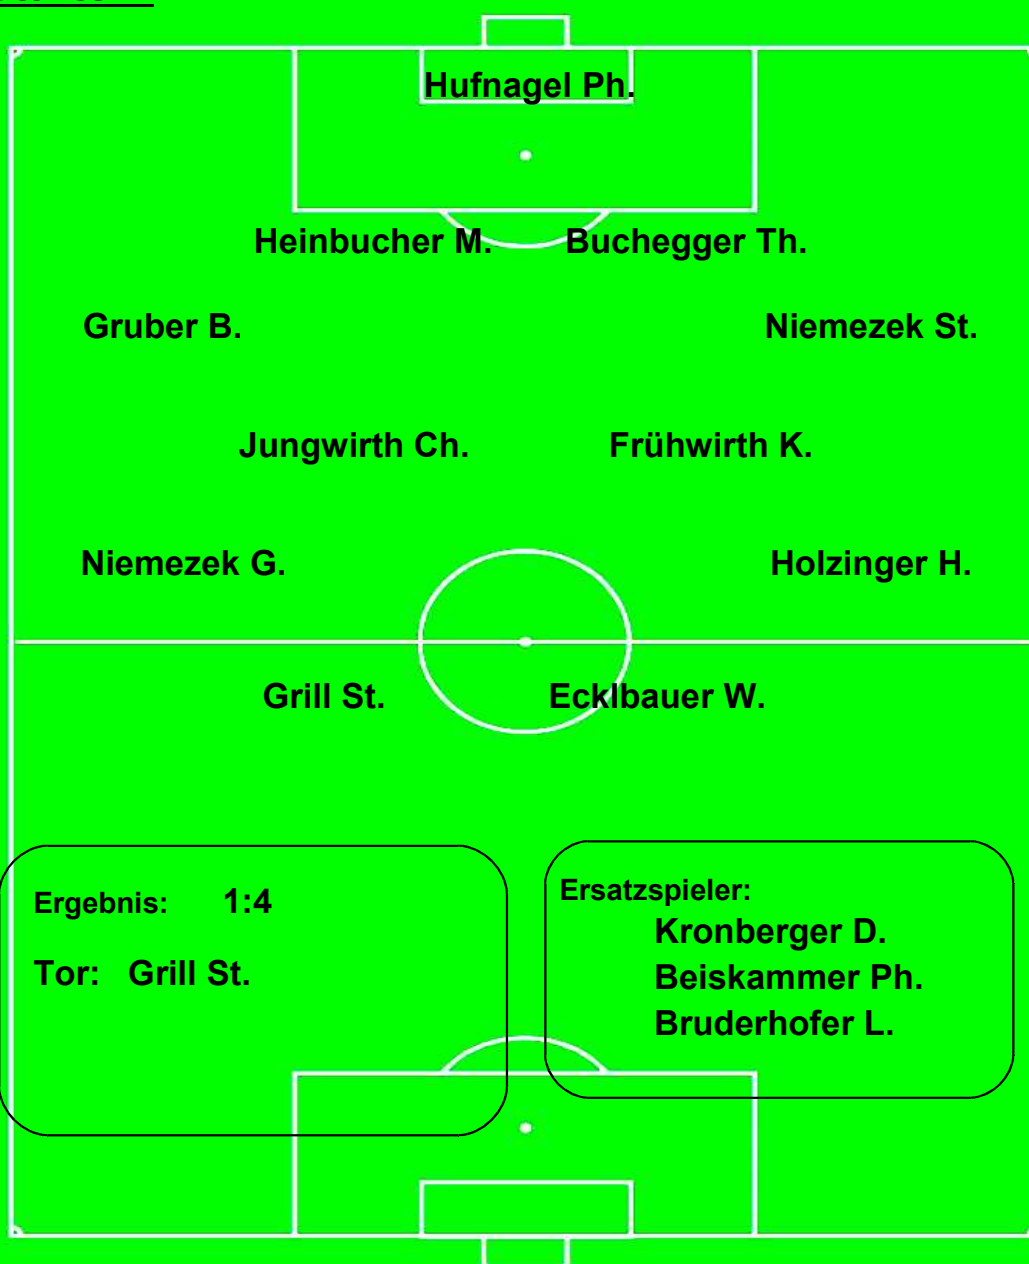 Hufnagel Ph.
Heinbucher M. Buchegger Th.
Gruber B. Niemezek St.
Jungwirth Ch. Frühwirth K.
Niemezek G. Holzinger H.
Grill St. Ecklbauer W.
Ergebnis: 1:4
Tor: Grill St.
Ersatzspieler:
Kronberger D.
Beiskammer Ph.
Bruderhofer L.